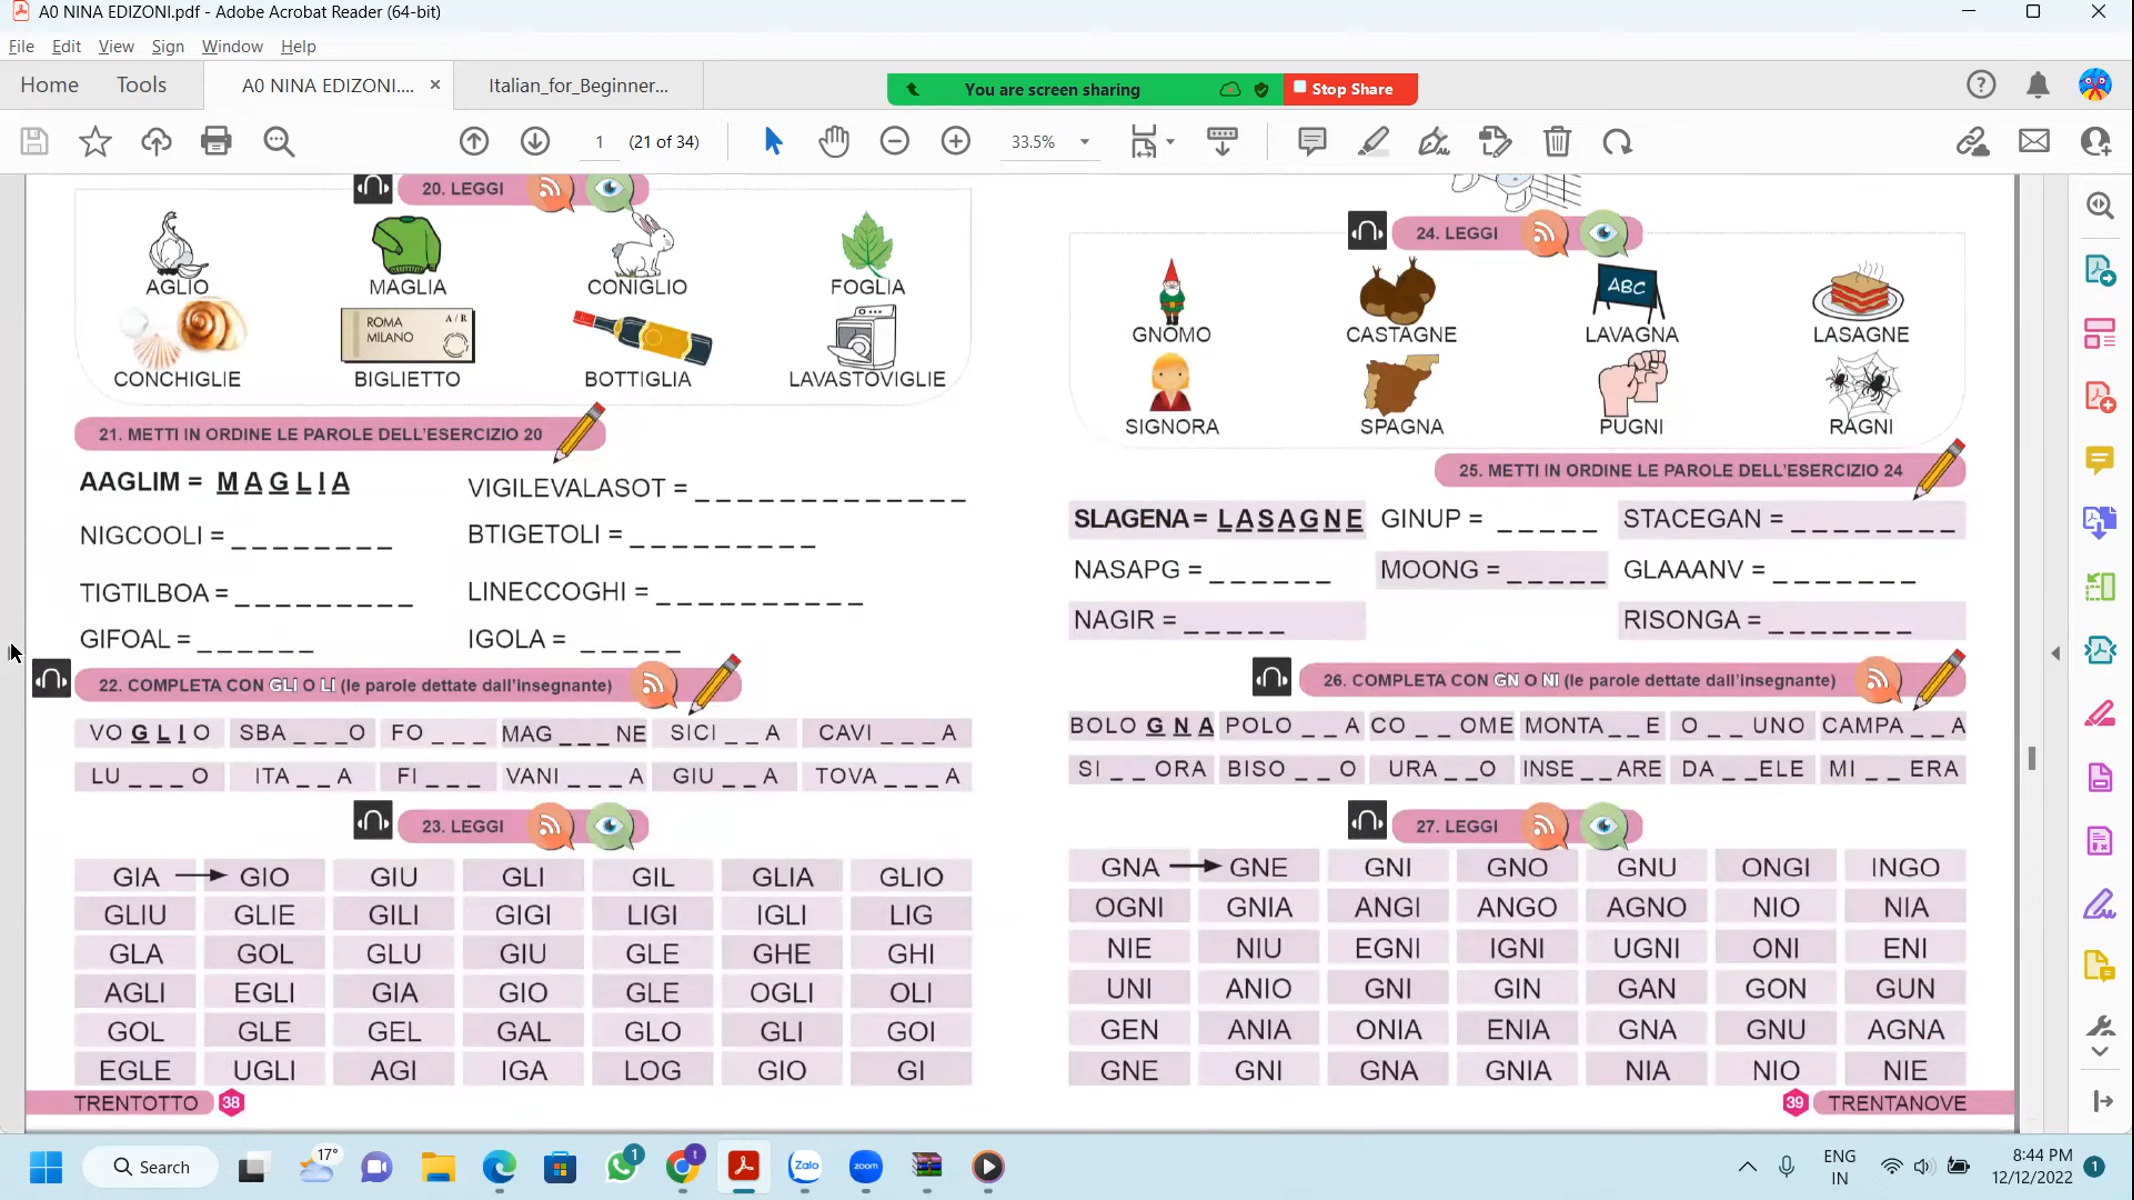 A0 NINA EDIZONI.pdf - Adobe Acrobat Reader (64-bit)
File Edit View Sign Window Help
Home Tools A0 NINA EDIZONI.... × Italian_for_Beginner...
You are screen sharing Stop Share
1 (21 of 34) 33.5%
20. LEGGI
AGLIO MAGLIA CONIGLIO FOGLIA
ROMA MILANO A/R
CONCHIGLIE BIGLIETTO BOTTIGLIA LAVASTOVIGLIE
21. METTI IN ORDINE LE PAROLE DELL'ESERCIZIO 20
AAGLIM = M A G L I A VIGILEVALASOT = _ _ _ _ _ _ _ _ _ _ _ _ _
NIGCOOLI = _ _ _ _ _ _ _ _ BTIGETOLI = _ _ _ _ _ _ _ _ _
TIGTILBOA = _ _ _ _ _ _ _ _ _ LINECCOGHI = _ _ _ _ _ _ _ _ _ _
GIFOAL = _ _ _ _ _ _ IGOLA = _ _ _ _ _
22. COMPLETA CON GLI O LI (le parole dettate dall'insegnante)
VO G L I O SBA _ _ _ O FO _ _ _ MAG _ _ _ NE SICI _ _ A CAVI _ _ _ A
LU _ _ _ O ITA _ _ A FI _ _ _ VANI _ _ _ A GIU _ _ A TOVA _ _ _ A
23. LEGGI
GIA GIO GIU GLI GIL GLIA GLIO
GLIU GLIE GILI GIGI LIGI IGLI LIG
GLA GOL GLU GIU GLE GHE GHI
AGLI EGLI GIA GIO GLE OGLI OLI
GOL GLE GEL GAL GLO GLI GOI
EGLE UGLI AGI IGA LOG GIO GI
TRENTOTTO 38
24. LEGGI
ABC
GNOMO CASTAGNE LAVAGNA LASAGNE
SIGNORA SPAGNA PUGNI RAGNI
25. METTI IN ORDINE LE PAROLE DELL'ESERCIZIO 24
SLAGENA = L A S A G N E GINUP = _ _ _ _ _ STACEGAN = _ _ _ _ _ _ _ _
NASAPG = _ _ _ _ _ _ MOONG = _ _ _ _ _ GLAAANV = _ _ _ _ _ _ _
NAGIR = _ _ _ _ _ RISONGA = _ _ _ _ _ _ _
26. COMPLETA CON GN O NI (le parole dettate dall'insegnante)
BOLO G N A POLO _ _ A CO _ _ OME MONTA _ _ E O _ _ UNO CAMPA _ _ A
SI _ _ ORA BISO _ _ O URA _ _ O INSE _ _ ARE DA _ _ ELE MI _ _ ERA
27. LEGGI
GNA GNE GNI GNO GNU ONGI INGO
OGNI GNIA ANGI ANGO AGNO NIO NIA
NIE NIU EGNI IGNI UGNI ONI ENI
UNI ANIO GNI GIN GAN GON GUN
GEN ANIA ONIA ENIA GNA GNU AGNA
GNE GNI GNA GNIA NIA NIO NIE
39 TRENTANOVE
Search 17° 1 t Zalo zoom ENG IN 8:44 PM 12/12/2022 1